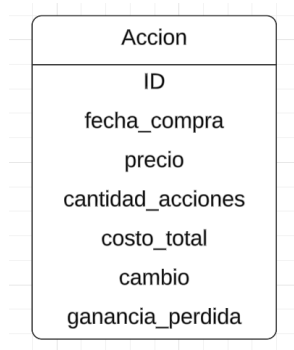 Accion
ID
fecha_compra
precio
cantidad_acciones
costo_total
cambio
ganancia_perdida